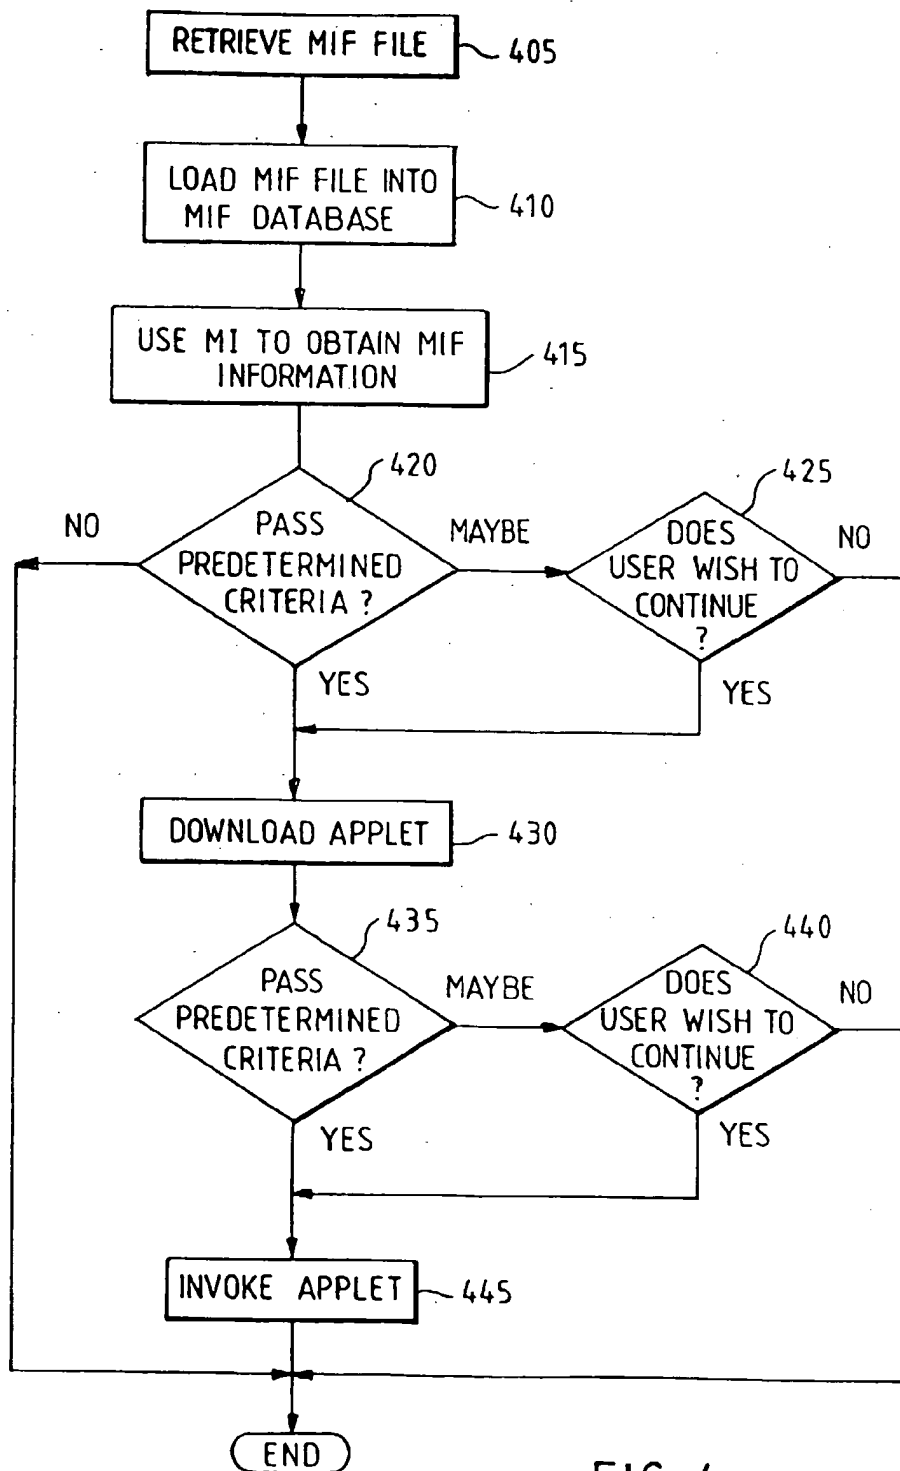 RETRIEVE MIF FILE
405
LOAD MIF FILE INTO
MIF DATABASE
410
USE MI TO OBTAIN MIF
INFORMATION
415
420
425
NO
PASS
PREDETERMINED
CRITERIA ?
MAYBE
DOES
USER WISH TO
CONTINUE
?
NO
YES
YES
DOWNLOAD APPLET
430
435
440
PASS
PREDETERMINED
CRITERIA ?
MAYBE
DOES
USER WISH TO
CONTINUE
?
NO
YES
YES
INVOKE APPLET
445
END